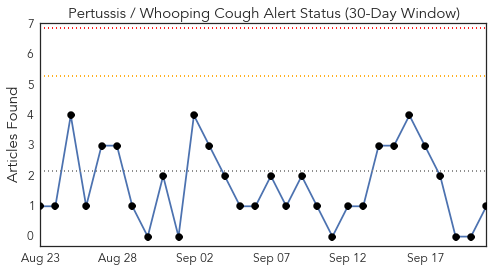 Pertussis / Whooping Cough Alert Status (30-Day Window)
Articles Found
7
6
5
4
3
2
1
0
Aug 23
Aug 28
Sep 02
Sep 07
Sep 12
Sep 17